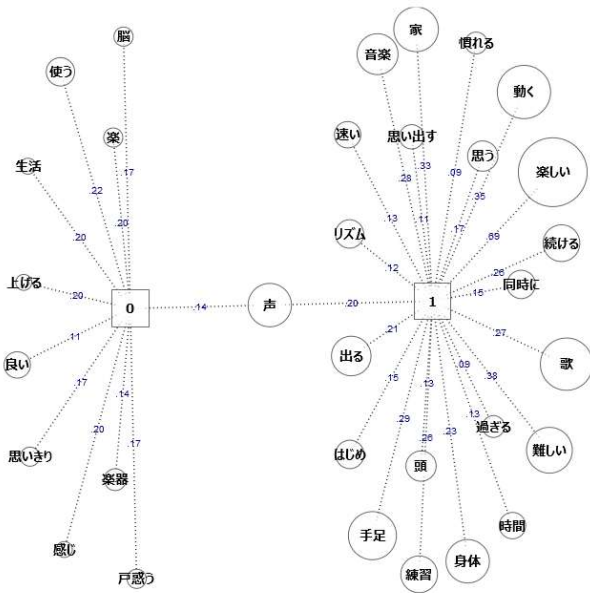 脳
使う
楽
生活
.17
.22
.20
.20
上げる
.20
0
良い
.11
.17
.14
思いきり
.20
.17
楽器
感じ
戸惑う
.14
声
.20
1
家
音楽
慣れる
動く
速い
思い出す
思う
楽しい
.33
.28
.09
.11
.35
.13
.17
.69
リズム
続ける
.12
.26
同時に
.15
.21
出る
.27
歌
.15
.13
.09
.38
.29
.13
過ぎる
はじめ
.26
.23
難しい
頭
手足
時間
身体
練習